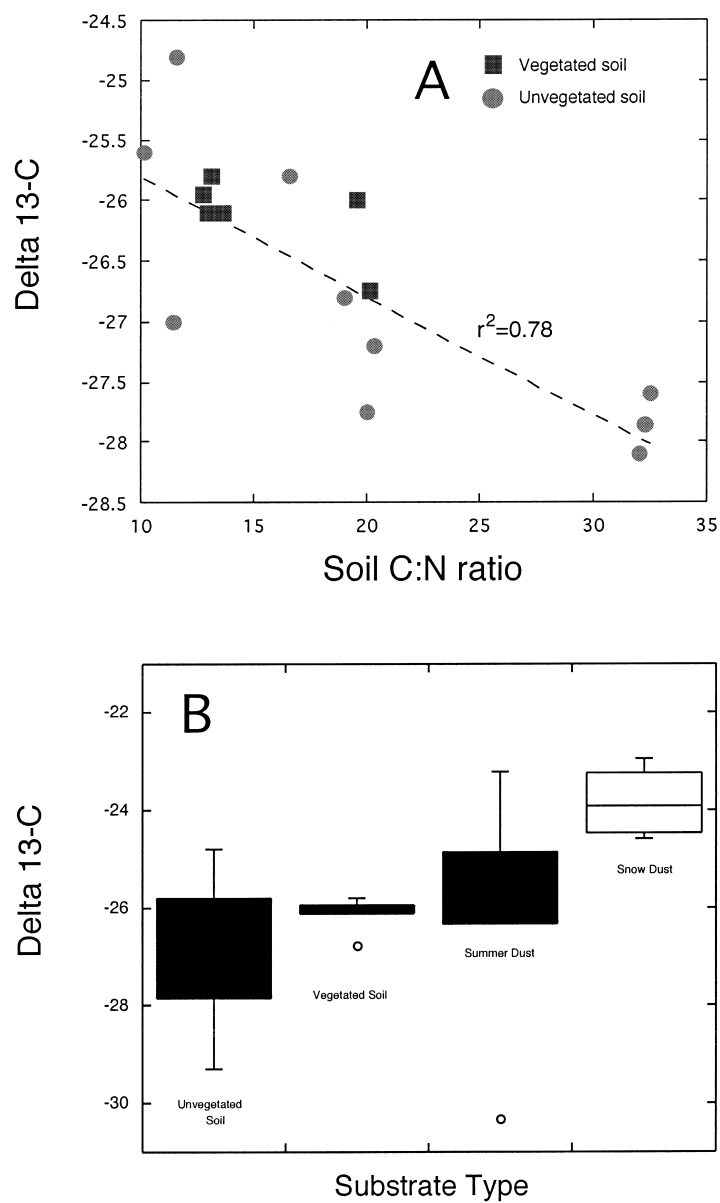 -24.5
A
Vegetated soil
-25
Unvegetated soil
-25.5
-26
Delta 13-C
-26.5
r²=0.78
-27
-27.5
-28
-28.5
10 15 20 25 30 35
Soil C:N ratio
B
-22
-24
Delta 13-C
Snow Dust
-26
Summer Dust
Vegetated Soil
-28
-30
Unvegetated
Soil
Substrate Type